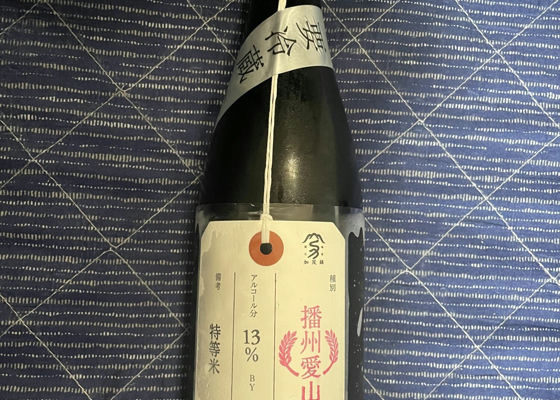 要冷蔵
加茂錦
種別
播州愛山
アルコール分
13%
BY
備考
特等米